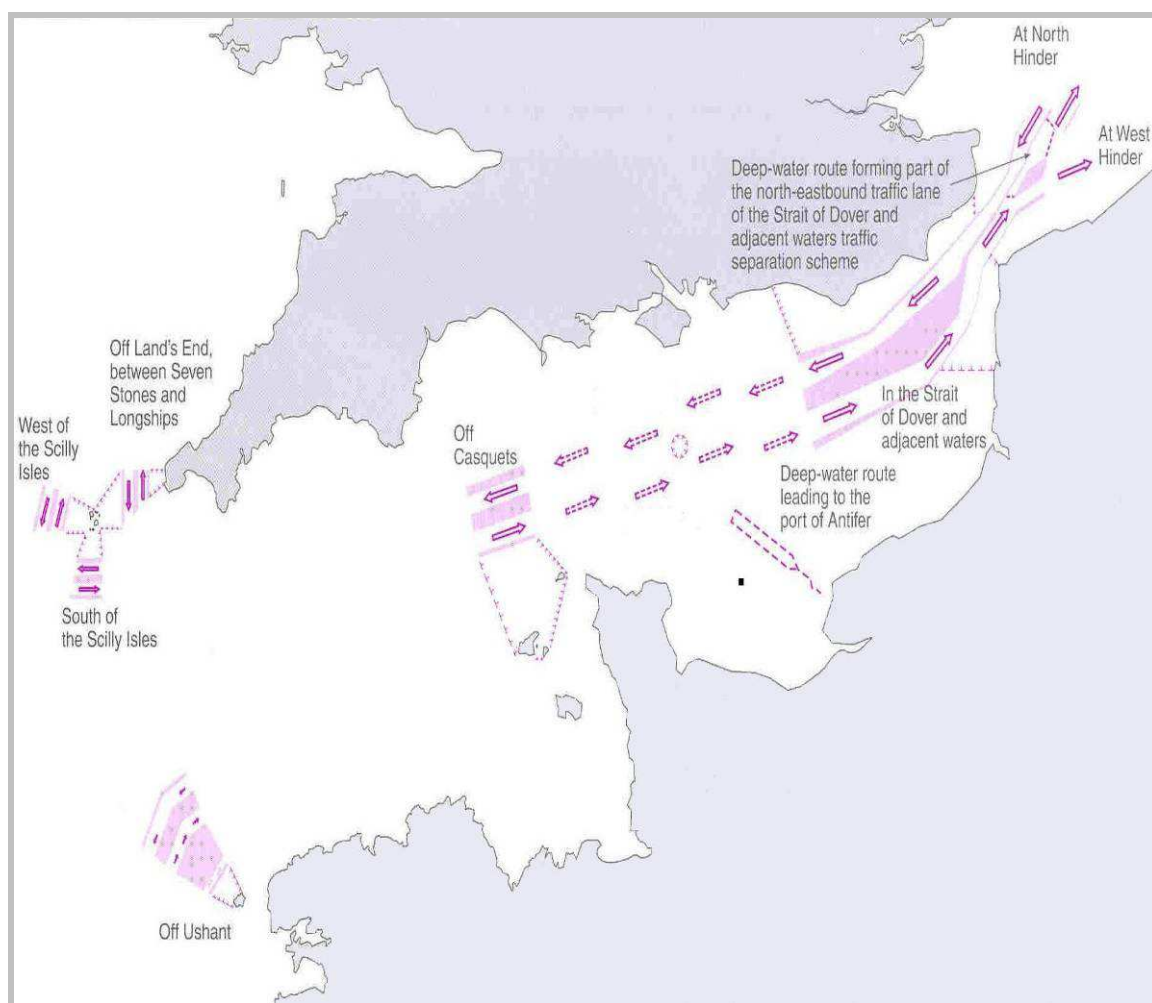 At North
Hinder
At West
Hinder
Deep-water route forming part of
the north-eastbound traffic lane
of the Strait of Dover and
adjacent waters traffic
separation scheme
Off Land's End,
between Seven
Stones and
Longships
West of
the Scilly
Isles
Off
Casquets
In the Strait
of Dover and
adjacent waters
Deep-water route
leading to the
port of Antifer
South of
the Scilly Isles
Off Ushant